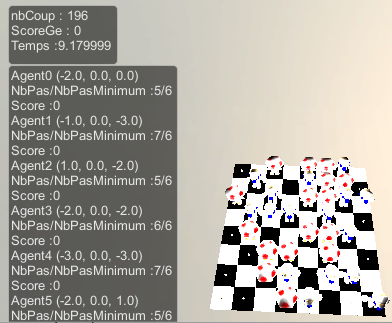 nbCoup : 196
ScoreGe : 0
Temps :9.179999
Agent0 (-2.0, 0.0, 0.0)
NbPas/NbPasMinimum :5/6
Score :0
Agent1 (-1.0, 0.0, -3.0)
NbPas/NbPasMinimum :7/6
Score :0
Agent2 (1.0, 0.0, -2.0)
NbPas/NbPasMinimum :5/6
Score :0
Agent3 (-2.0, 0.0, -2.0)
NbPas/NbPasMinimum :6/6
Score :0
Agent4 (-3.0, 0.0, -3.0)
NbPas/NbPasMinimum :7/6
Score :0
Agent5 (-2.0, 0.0, 1.0)
NbPas/NbPasMinimum :5/6